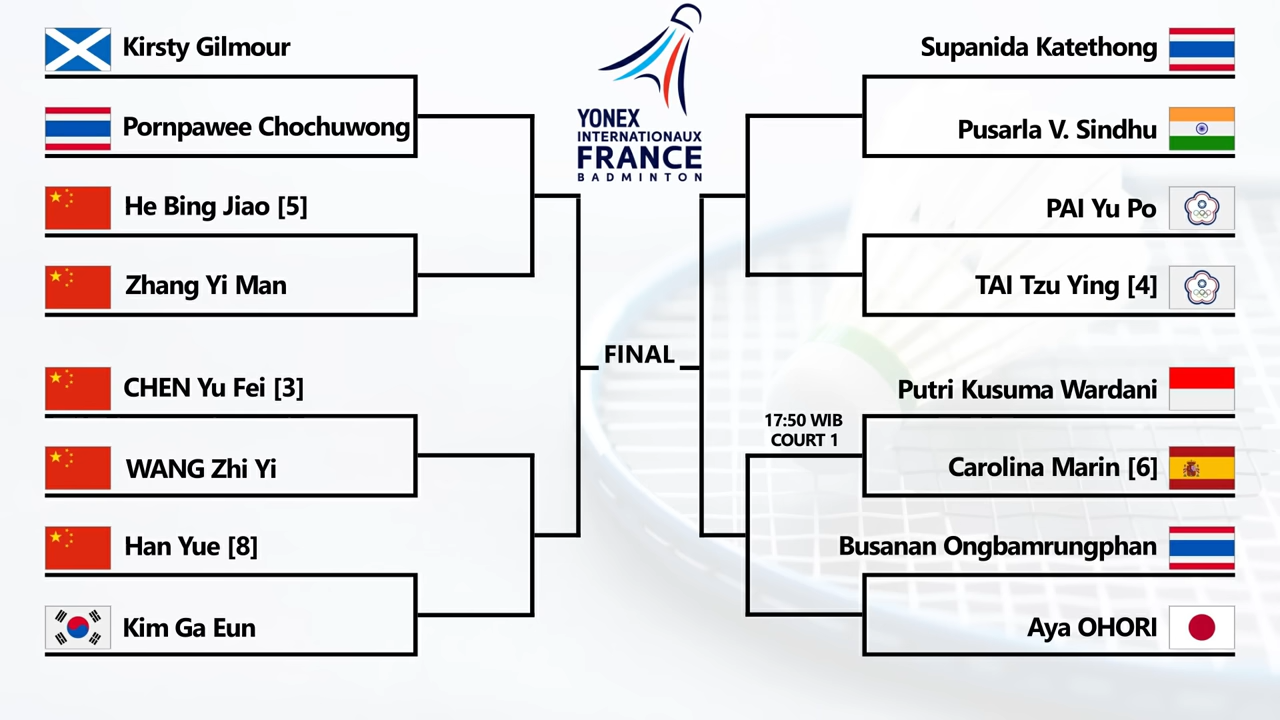 Kirsty Gilmour
Pornpawee Chochuwong
He Bing Jiao [5]
Zhang Yi Man
CHEN Yu Fei [3]
WANG Zhi Yi
Han Yue [8]
Kim Ga Eun
YONEX
INTERNATIONAUX
FRANCE
BADMINTON
FINAL
Supanida Katethong
Pusarla V. Sindhu
PAI Yu Po
TAI Tzu Ying [4]
Putri Kusuma Wardani
17:50 WIB
COURT 1
Carolina Marin [6]
Busanan Ongbamrungphan
Aya OHORI